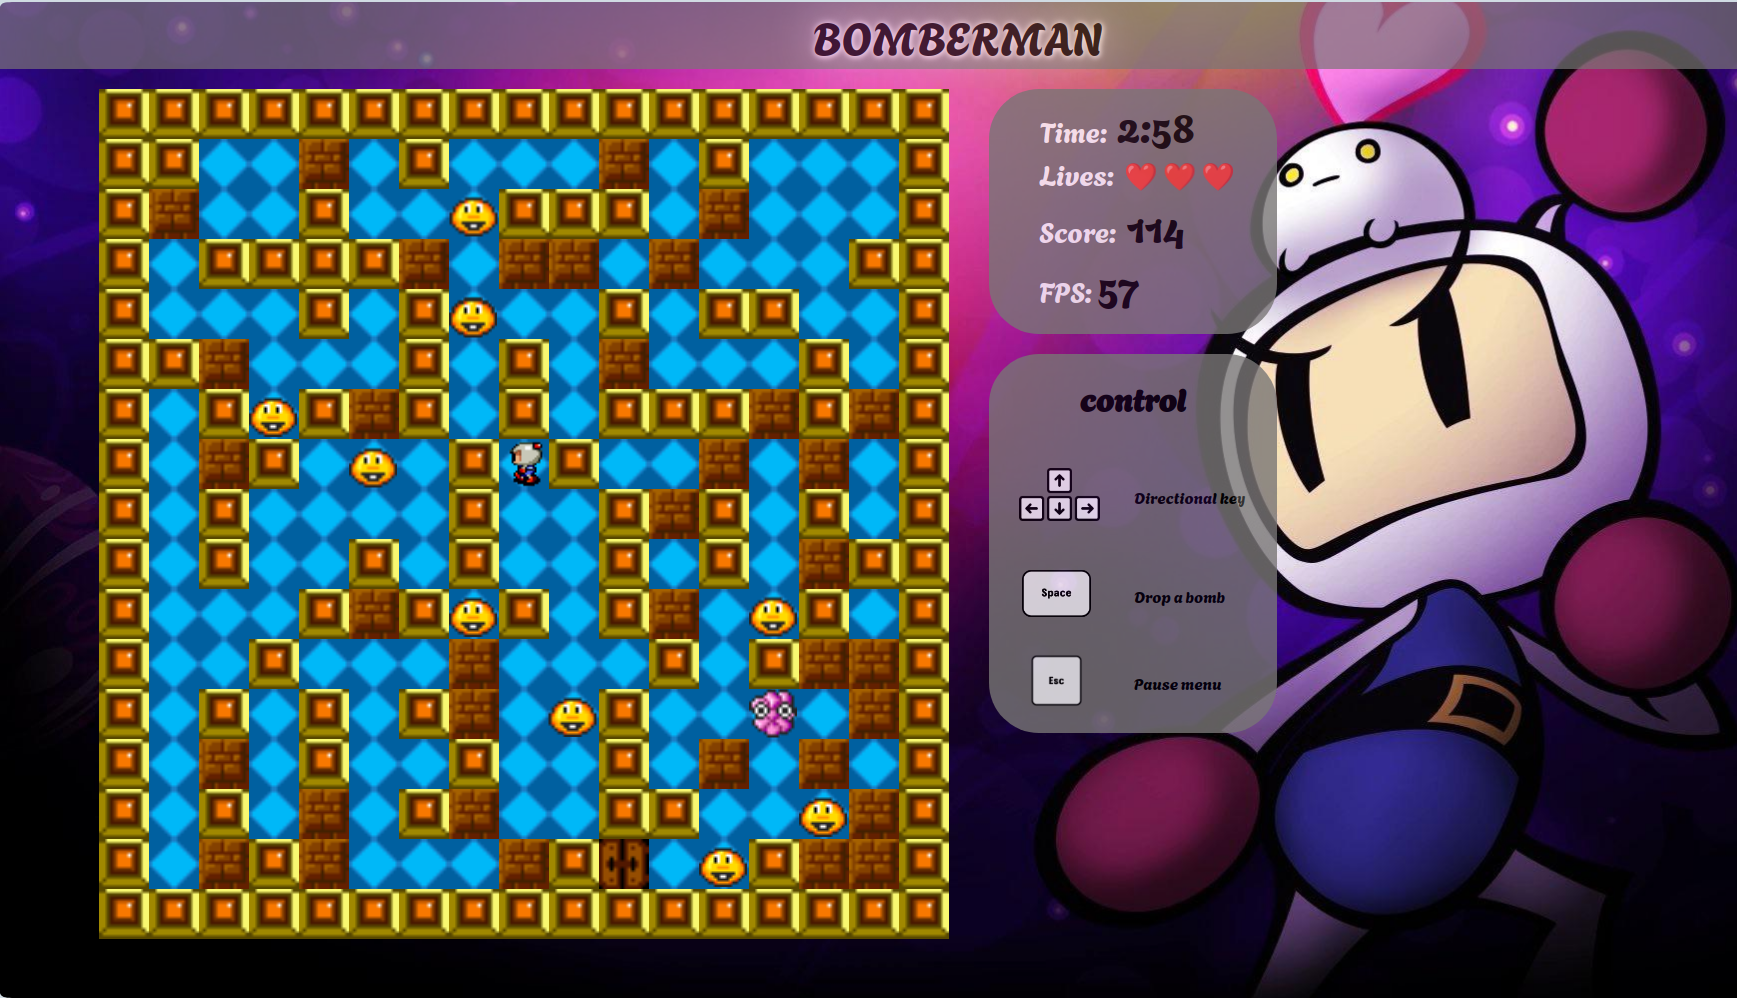 BOMBERMAN
Time: 2:58
Lives:
Score: 114
FPS: 57
control
Directional key
Space
Drop a bomb
Esc
Pause menu